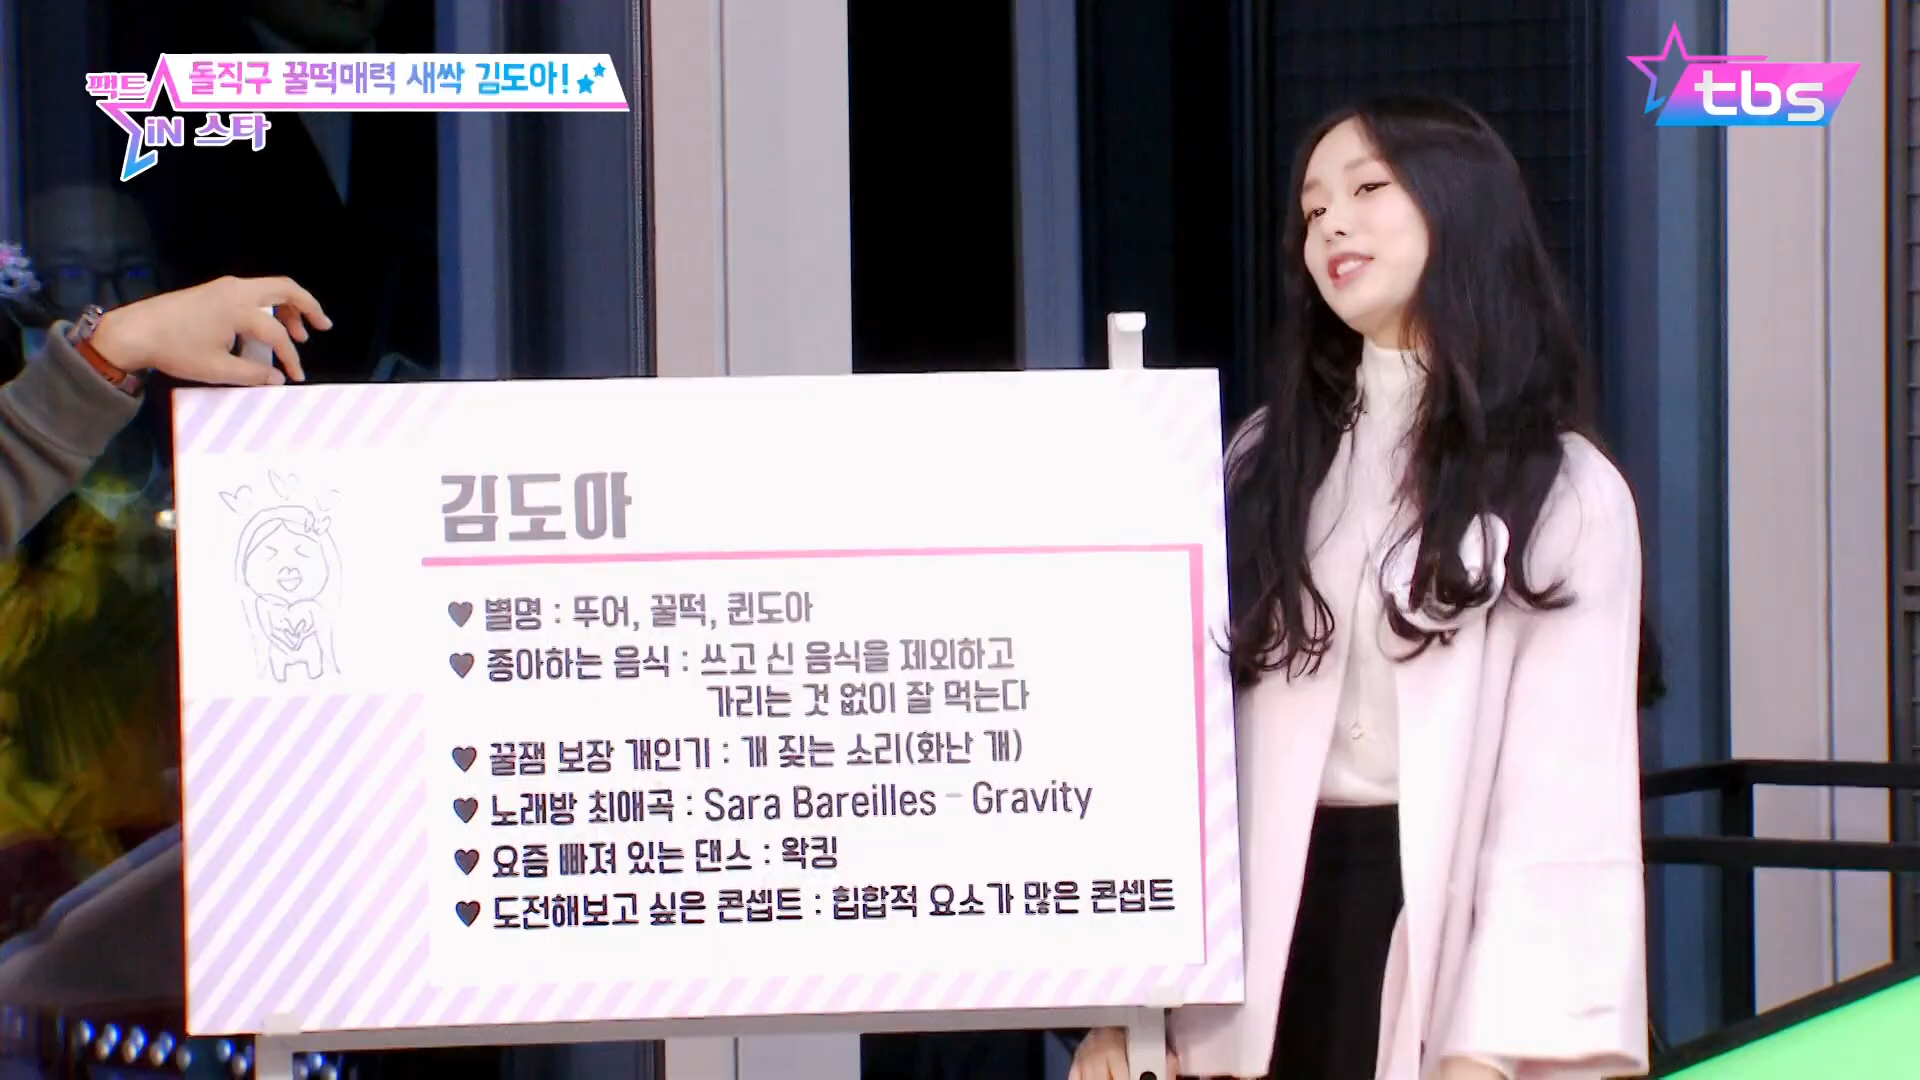 돌직구 꿀떡매력 새싹 김도아!
팩트
iN 스타
tbs
김도아
♥ 별명 : 뚜어, 꿀떡, 퀸도아
♥ 종아하는 음식 : 쓰고 신 음식을 제외하고
가리는 것 없이 잘 먹는다
♥ 꿀잼 보장 개인기 : 개 짖는 소리(화난 개)
♥ 노래방 최애곡 : Sara Bareilles - Gravity
♥ 요즘 빠져 있는 댄스 : 왁킹
♥ 도전해보고 싶은 콘셉트 : 힙합적 요소가 많은 콘셉트